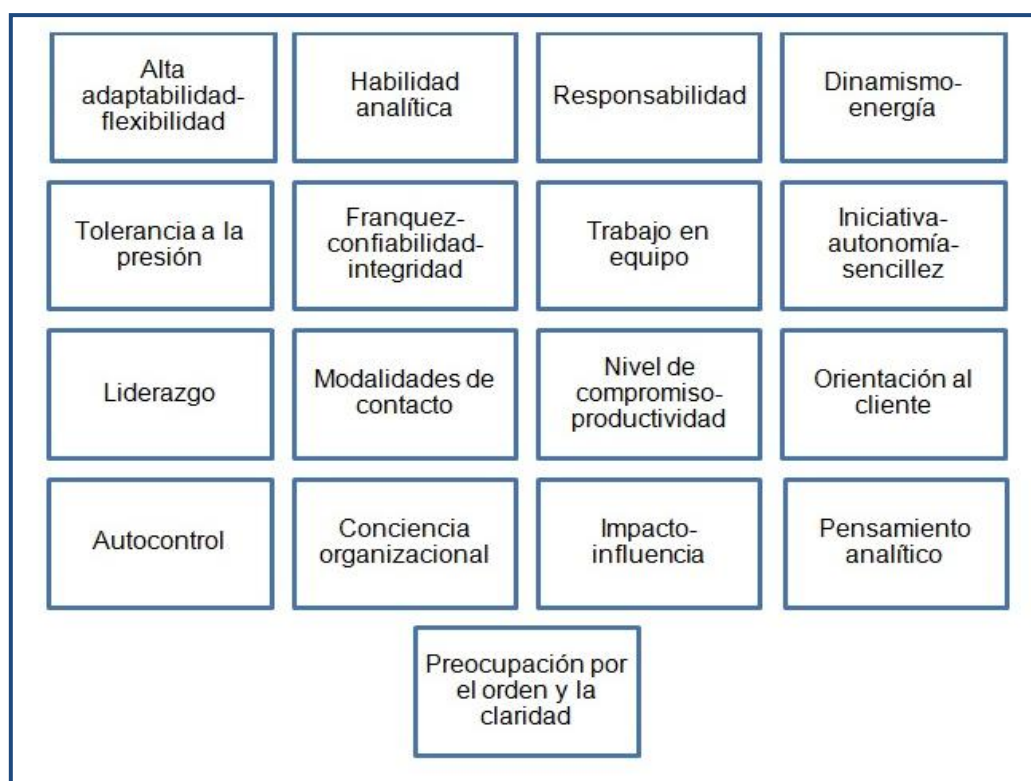 Alta
adaptabilidad-
flexibilidad
Habilidad
analítica
Responsabilidad
Dinamismo-
energía
Tolerancia a la
presión
Franquez-
confiabilidad-
integridad
Trabajo en
equipo
Iniciativa-
autonomía-
sencillez
Liderazgo
Modalidades de
contacto
Nivel de
compromiso-
productividad
Orientación al
cliente
Autocontrol
Conciencia
organizacional
Impacto-
influencia
Pensamiento
analítico
Preocupación por
el orden y la
claridad